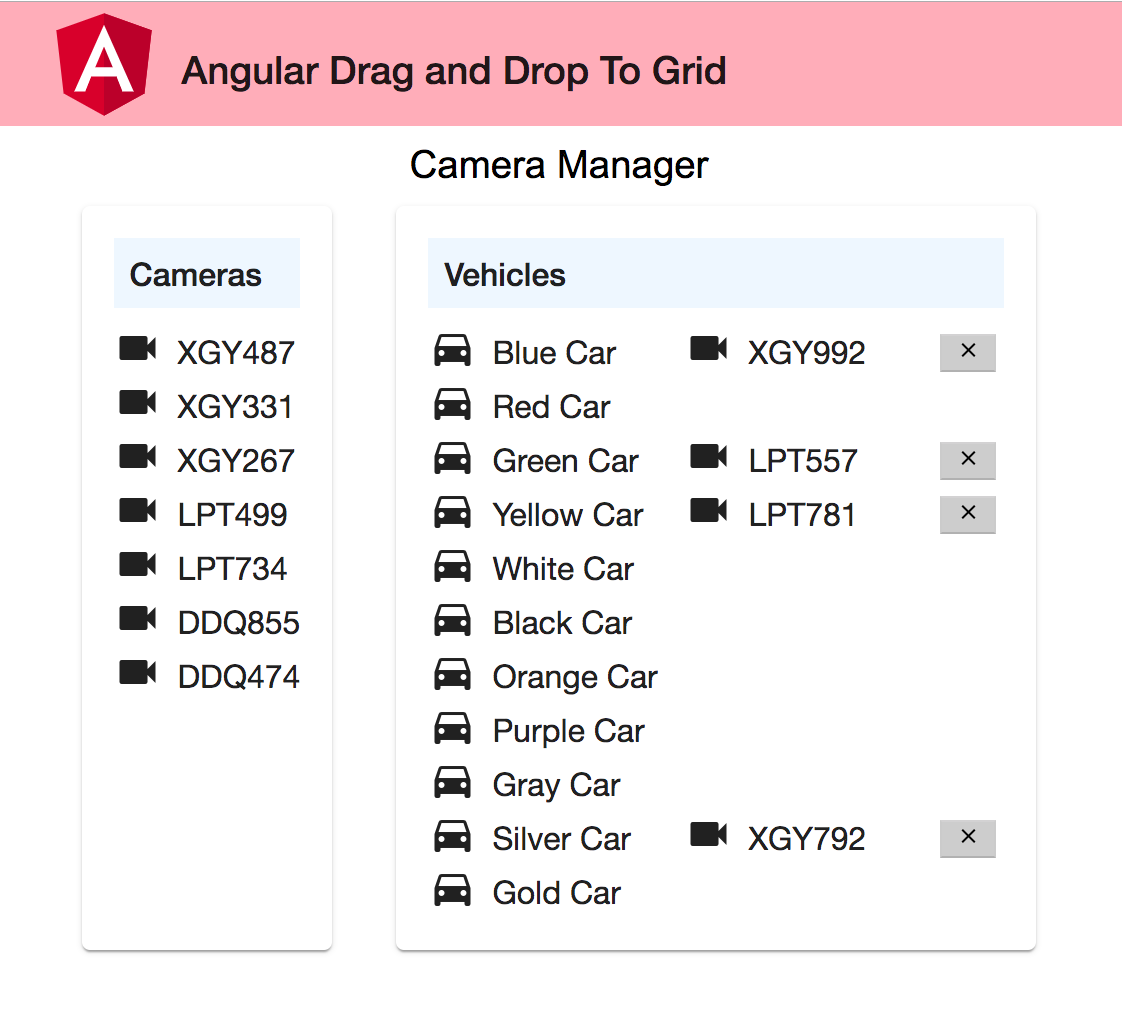 Angular Drag and Drop To Grid
Camera Manager
Cameras
XGY487
XGY331
XGY267
LPT499
LPT734
DDQ855
DDQ474
Vehicles
Blue Car XGY992 ×
Red Car
Green Car LPT557 ×
Yellow Car LPT781 ×
White Car
Black Car
Orange Car
Purple Car
Gray Car
Silver Car XGY792 ×
Gold Car